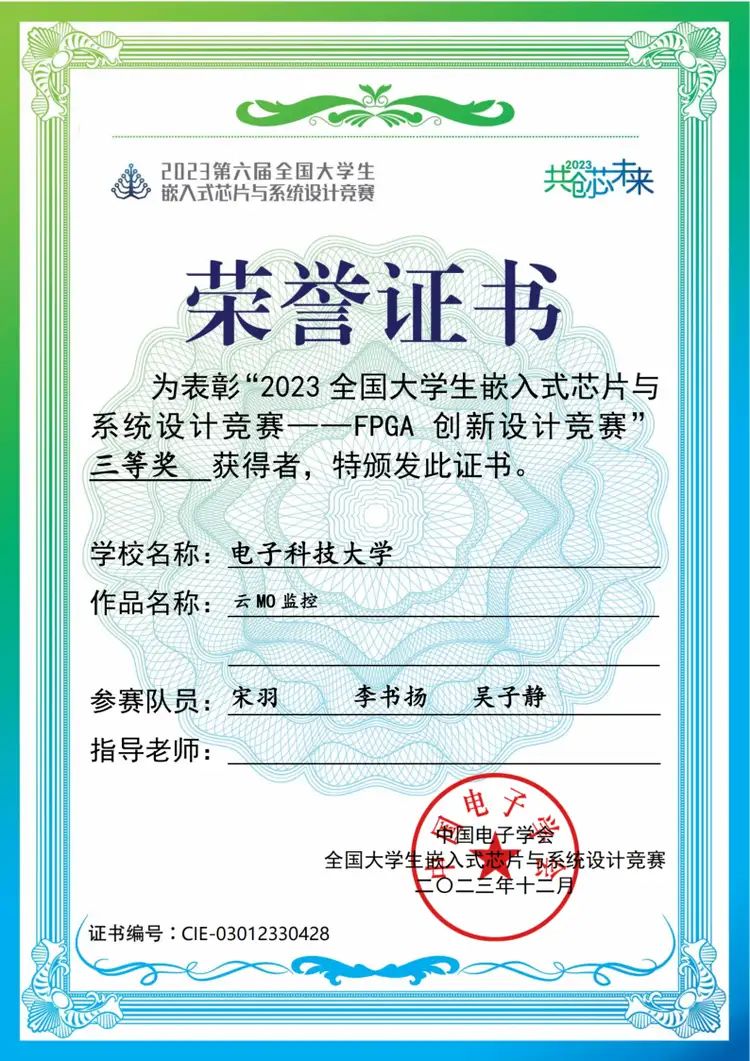 2023第六届全国大学生
嵌入式芯片与系统设计竞赛
2023
共创芯未来
荣誉证书
为表彰“2023 全国大学生嵌入式芯片与
系统设计竞赛——FPGA 创新设计竞赛”
三等奖 获得者，特颁发此证书。
学校名称：电子科技大学
作品名称：云M0监控
参赛队员：宋羽 李书扬 吴子静
指导老师：
中国电子学会
中国电子学会
全国大学生嵌入式芯片与系统设计竞赛
二〇二三年十二月
证书编号：CIE-03012330428